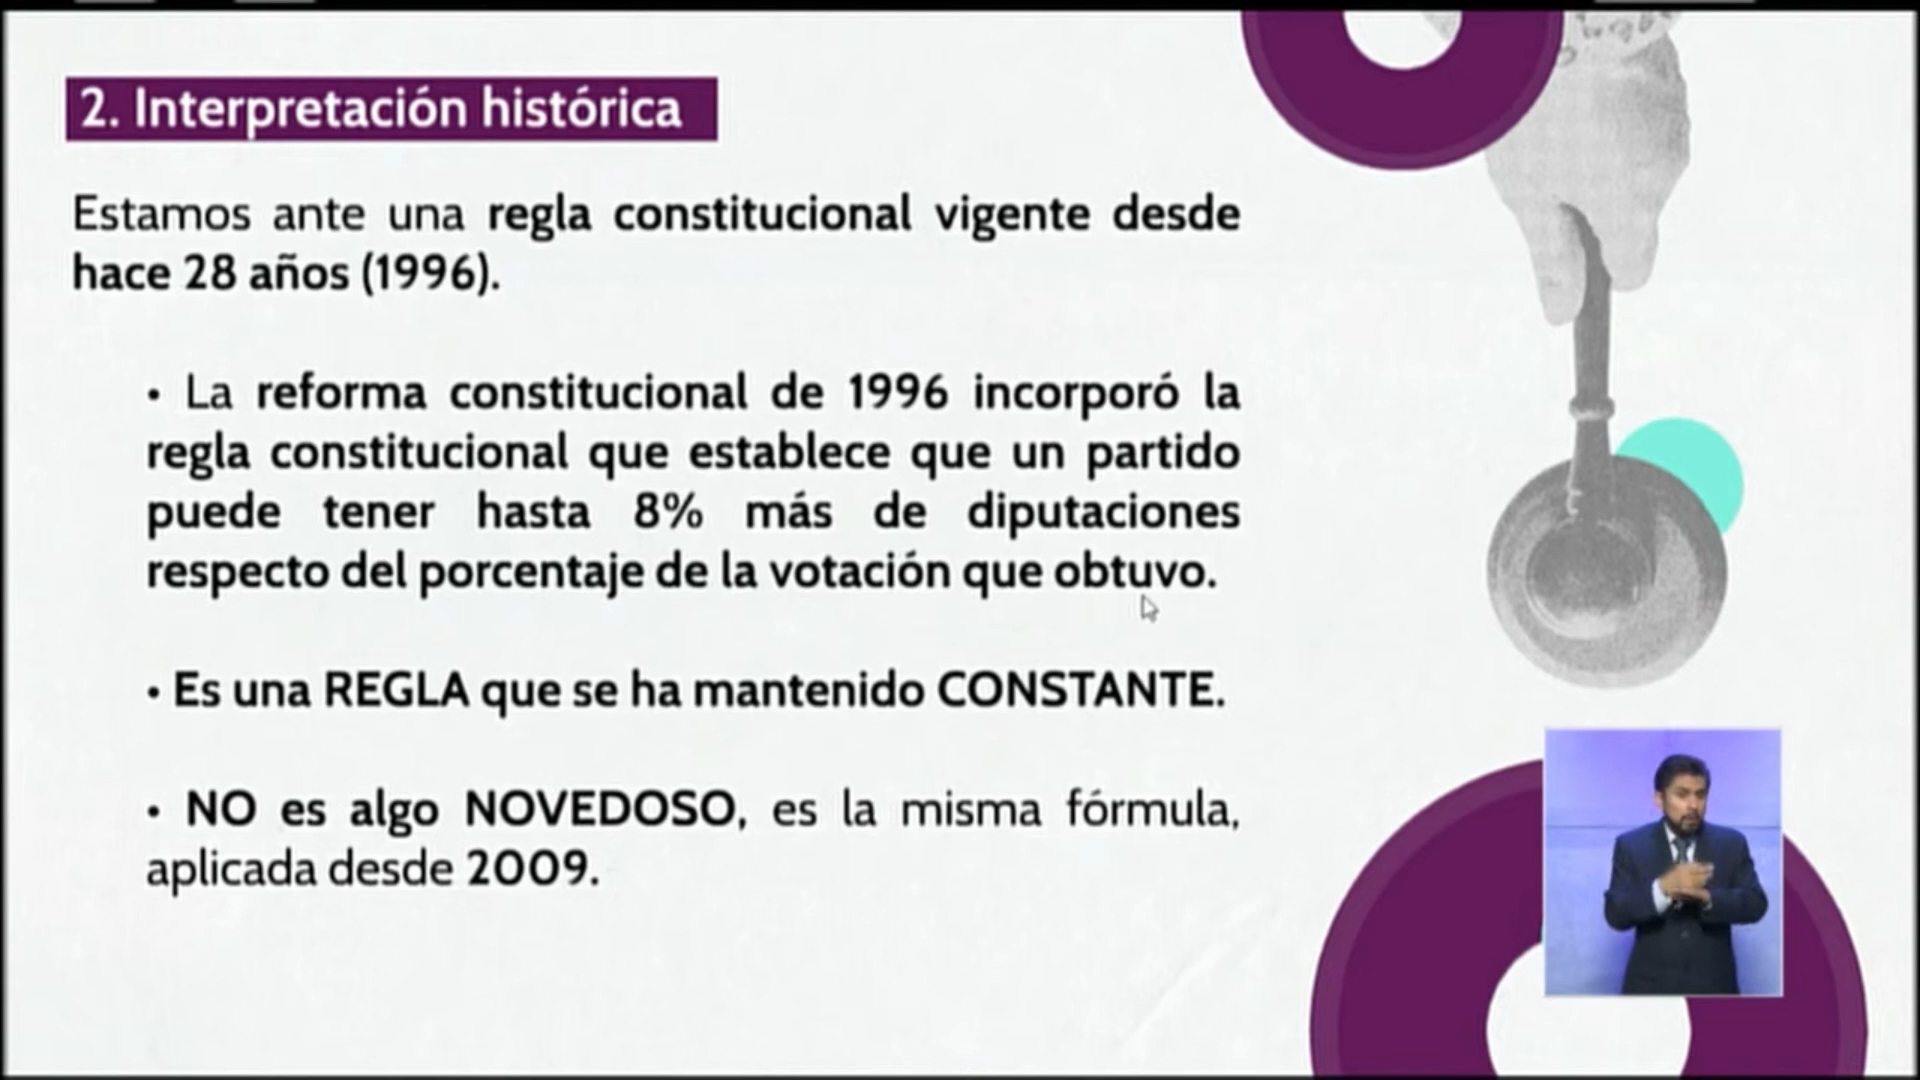 2. Interpretación histórica
Estamos ante una regla constitucional vigente desde
hace 28 años (1996).
• La reforma constitucional de 1996 incorporó la
regla constitucional que establece que un partido
puede tener hasta 8% más de diputaciones
respecto del porcentaje de la votación que obtuvo.
• Es una REGLA que se ha mantenido CONSTANTE.
• NO es algo NOVEDOSO, es la misma fórmula,
aplicada desde 2009.